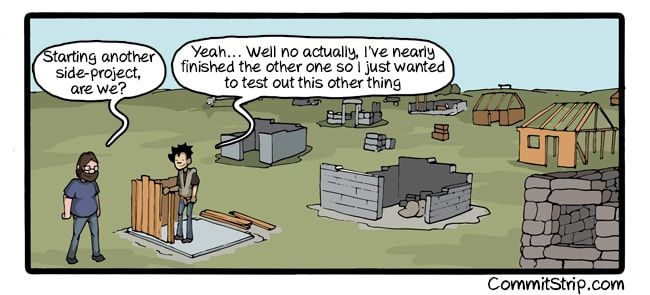 Starting another
side-project,
are we?
Yeah... Well no actually, I've nearly
finished the other one so I just wanted
to test out this other thing
CommitStrip.com